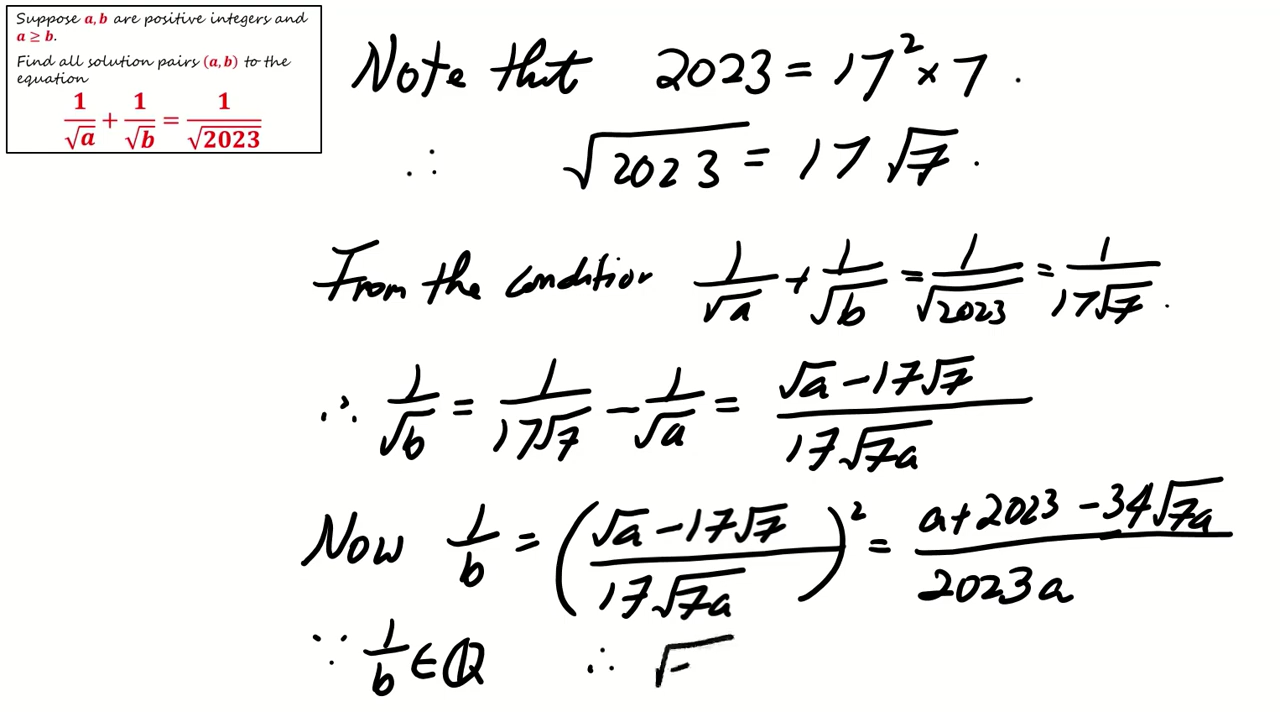 Suppose a, b are positive integers and
a ≥ b.
Find all solution pairs (a, b) to the
equation
1/√a + 1/√b = 1/√2023
Note that 2023 = 17² × 7 .
∴ √2023 = 17√7 .
From the condition 1/√a + 1/√b = 1/√2023 = 1/17√7 .
∴ 1/√b = 1/17√7 − 1/√a = (√a − 17√7)/(17√7a)
Now 1/b = ((√a − 17√7)/(17√7a))² = (a + 2023 − 34√7a)/(2023a)
∵ 1/b ∈ ℚ ∴ √